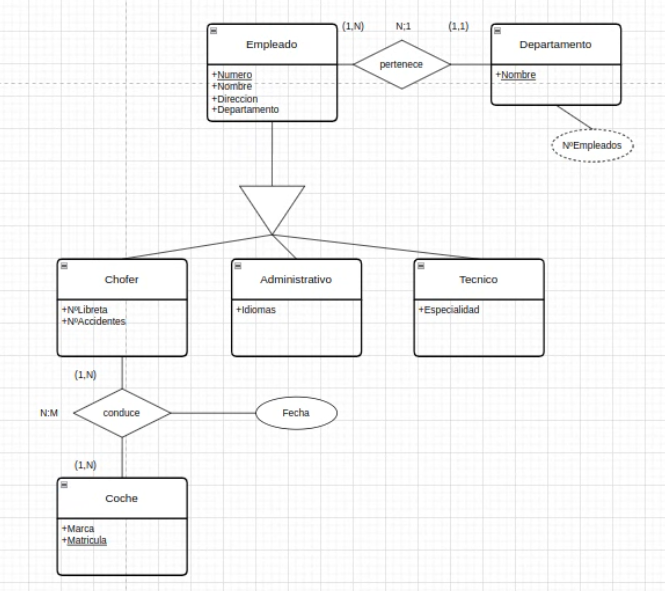 (1,N) N;1 (1,1)
Empleado
Departamento
pertenece
+Numero
+Nombre
+Direccion
+Departamento
+Nombre
NºEmpleados
Chofer
Administrativo
Tecnico
+NºLibreta
+NºAccidentes
+Idiomas
+Especialidad
(1,N)
N:M
conduce
Fecha
(1,N)
Coche
+Marca
+Matricula